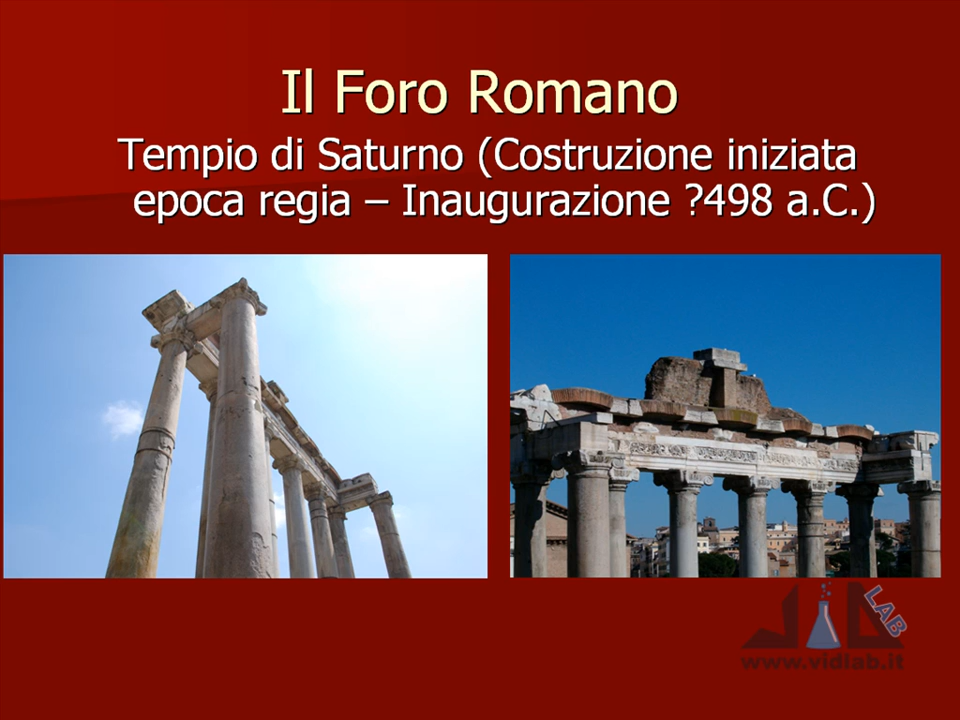 Il Foro Romano
Tempio di Saturno (Costruzione iniziata
epoca regia – Inaugurazione ?498 a.C.)
LAB
www.vidlab.it